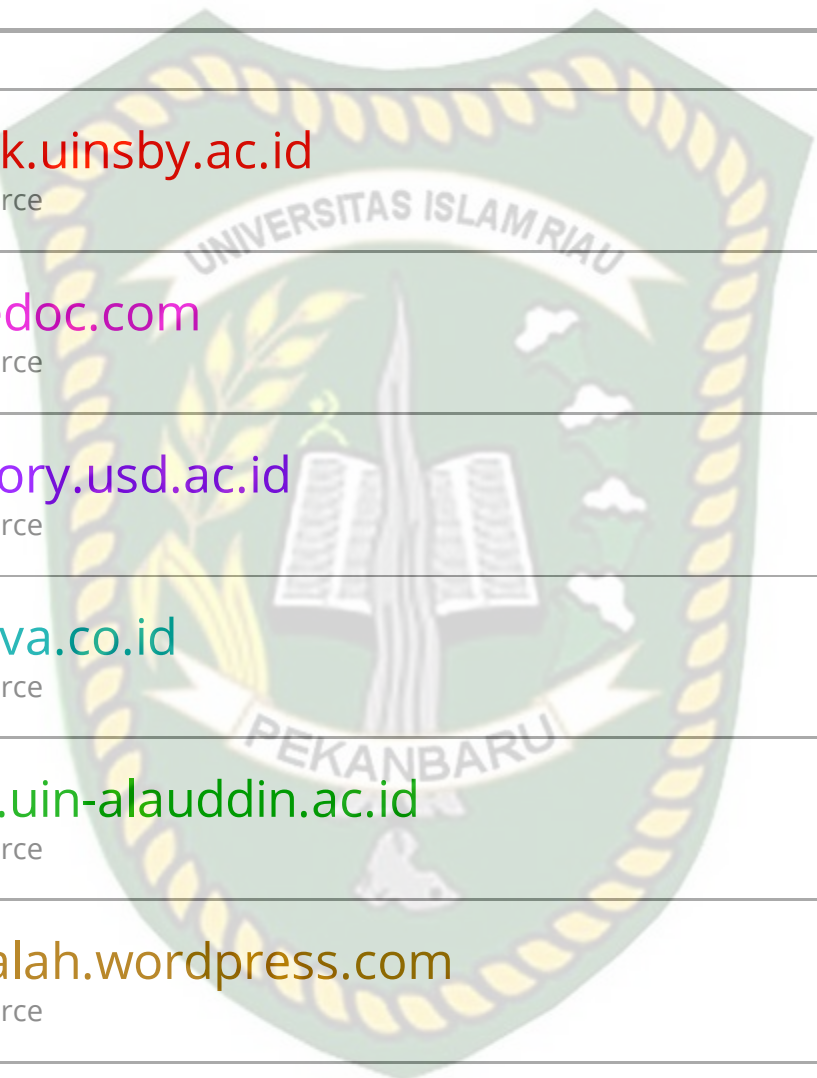 k.uinsby.ac.id
rce
UNIVERSITAS ISLAM RIAU
doc.com
rce
ory.usd.ac.id
rce
va.co.id
rce
PEKANBARU
.uin-alauddin.ac.id
rce
alah.wordpress.com
rce